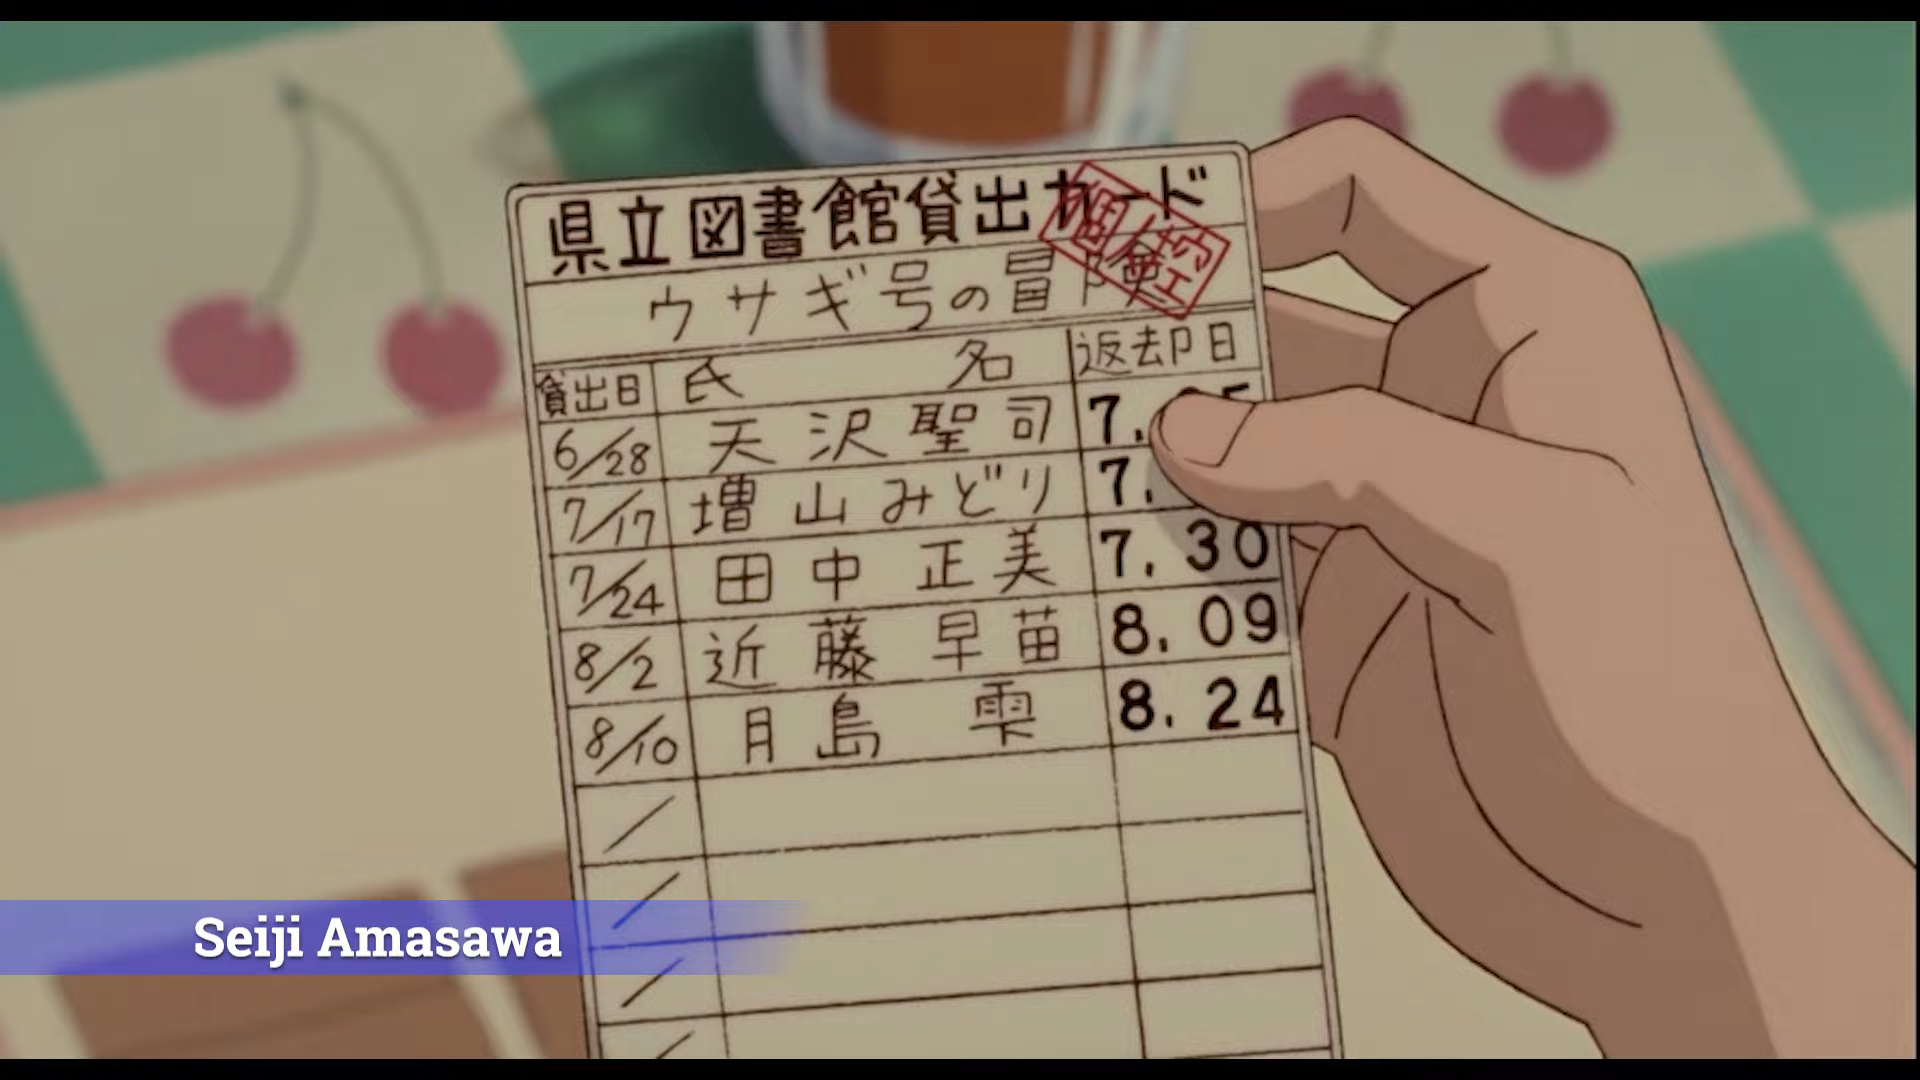 県立図書館貸出カード
ウサギ号の冒険
貸出日 氏 名 返却日
6/28 天沢聖司 7.
7/17 増山みどり 7.
7/24 田中正美 7.30
8/2 近藤早苗 8.09
8/10 月島 雫 8.24
/
/
/
/
Seiji Amasawa